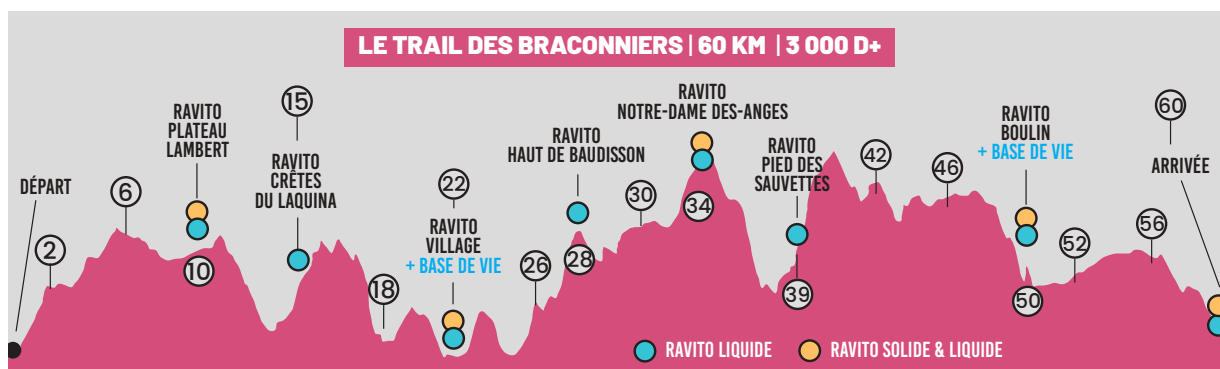 LE TRAIL DES BRACONNIERS | 60 KM | 3 000 D+
DÉPART
2
6
RAVITO
PLATEAU
LAMBERT
10
15
RAVITO
CRÊTES
DU LAQUINA
18
22
RAVITO
VILLAGE
+ BASE DE VIE
26
RAVITO
HAUT DE BAUDISSON
28
30
RAVITO
NOTRE-DAME DES-ANGES
34
RAVITO
PIED DES
SAUVETTES
39
42
46
RAVITO
BOULIN
+ BASE DE VIE
50
52
56
60
ARRIVÉE
RAVITO LIQUIDE
RAVITO SOLIDE & LIQUIDE